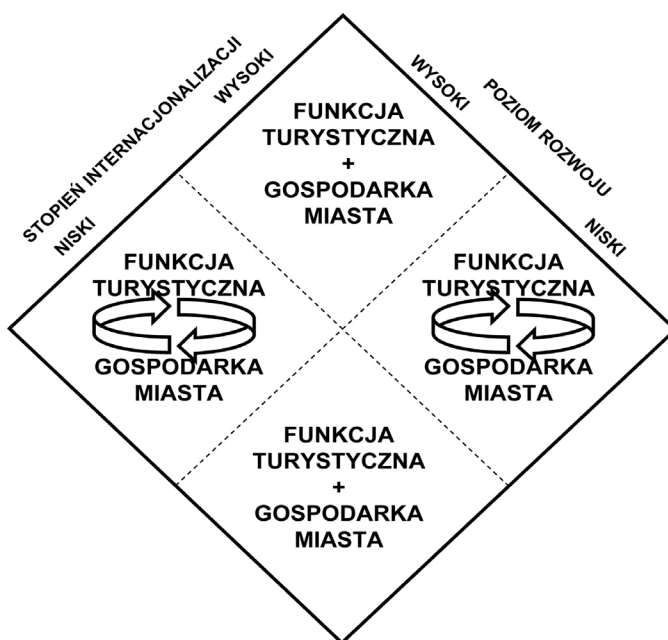 STOPIEŃ INTERNACJONALIZACJI
WYSOKI
NISKI
POZIOM ROZWOJU
WYSOKI
NISKI
FUNKCJA
TURYSTYCZNA
+
GOSPODARKA
MIASTA
FUNKCJA
TURYSTYCZNA
GOSPODARKA
MIASTA
FUNKCJA
TURYSTYCZNA
GOSPODARKA
MIASTA
FUNKCJA
TURYSTYCZNA
+
GOSPODARKA
MIASTA